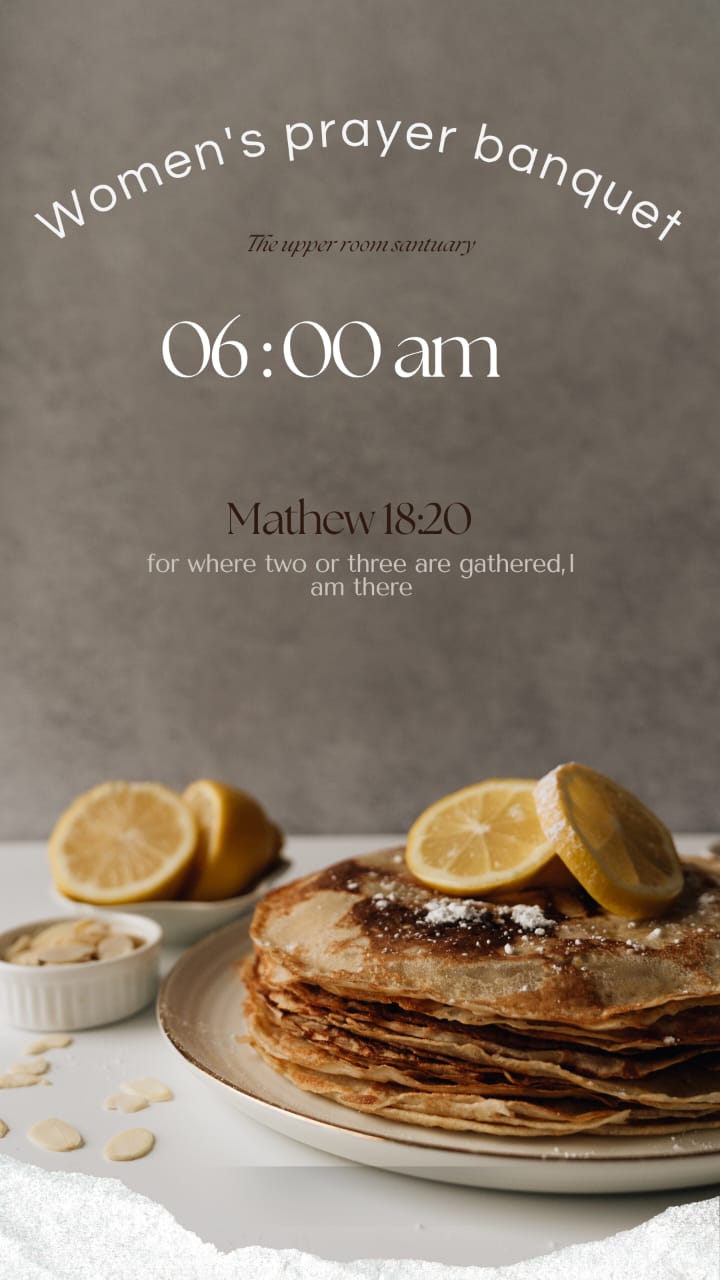 Women's prayer banquet
The upper room santuary
06:00 am
Mathew 18:20
for where two or three are gathered,I
am there